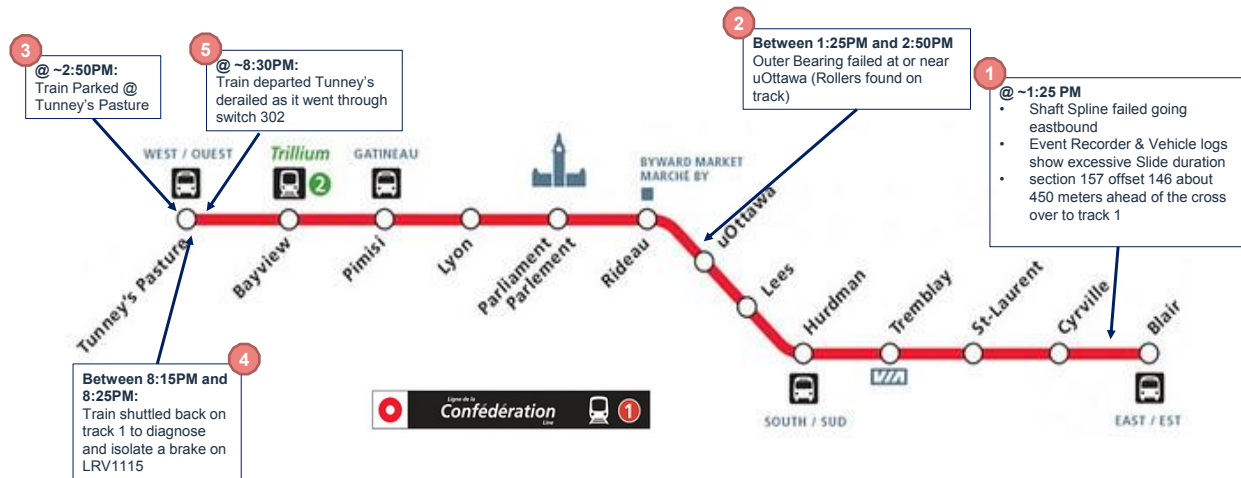 3
@ ~2:50PM:
Train Parked @
Tunney's Pasture
5
@ ~8:30PM:
Train departed Tunney's
derailed as it went through
switch 302
2
Between 1:25PM and 2:50PM
Outer Bearing failed at or near
uOttawa (Rollers found on
track)
1
@ ~1:25 PM
• Shaft Spline failed going
eastbound
• Event Recorder & Vehicle logs
show excessive Slide duration
• section 157 offset 146 about
450 meters ahead of the cross
over to track 1
WEST / OUEST
Trillium
2
GATINEAU
BYWARD MARKET
MARCHÉ BY
Tunney's Pasture
Bayview
Pimisi
Lyon
Parliament
Parlement
Rideau
uOttawa
Lees
Hurdman
Tremblay
St-Laurent
Cyrville
Blair
SOUTH / SUD
EAST / EST
4
Between 8:15PM and
8:25PM:
Train shuttled back on
track 1 to diagnose
and isolate a brake on
LRV1115
Ligne de la
Confédération
Line
1